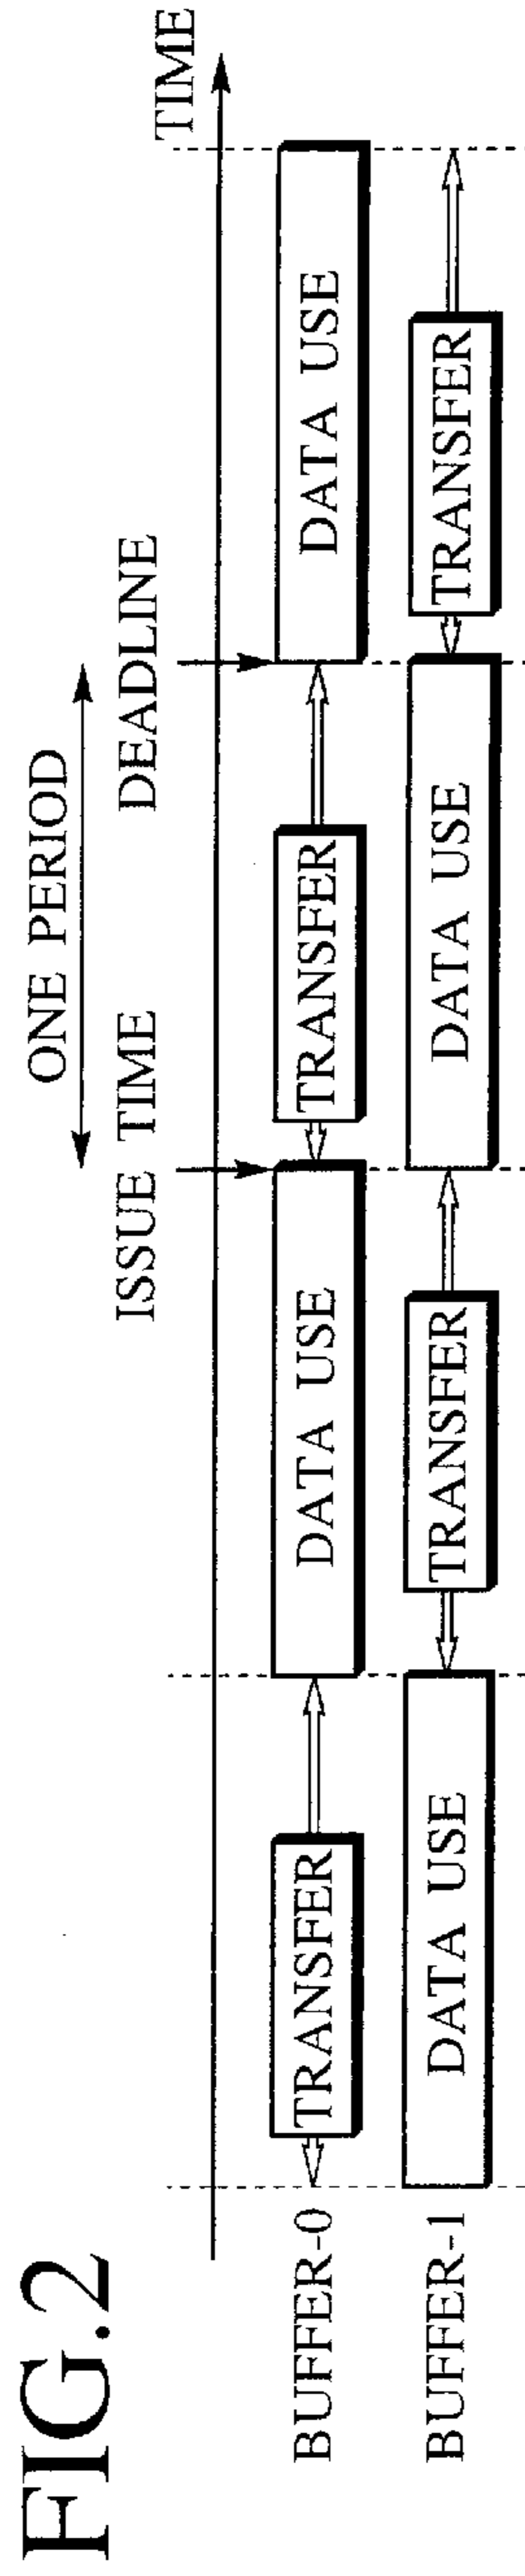 FIG.2
ONE PERIOD
ISSUE TIME
DEADLINE
TIME
BUFFER-0
TRANSFER
DATA USE
TRANSFER
DATA USE
BUFFER-1
DATA USE
TRANSFER
DATA USE
TRANSFER